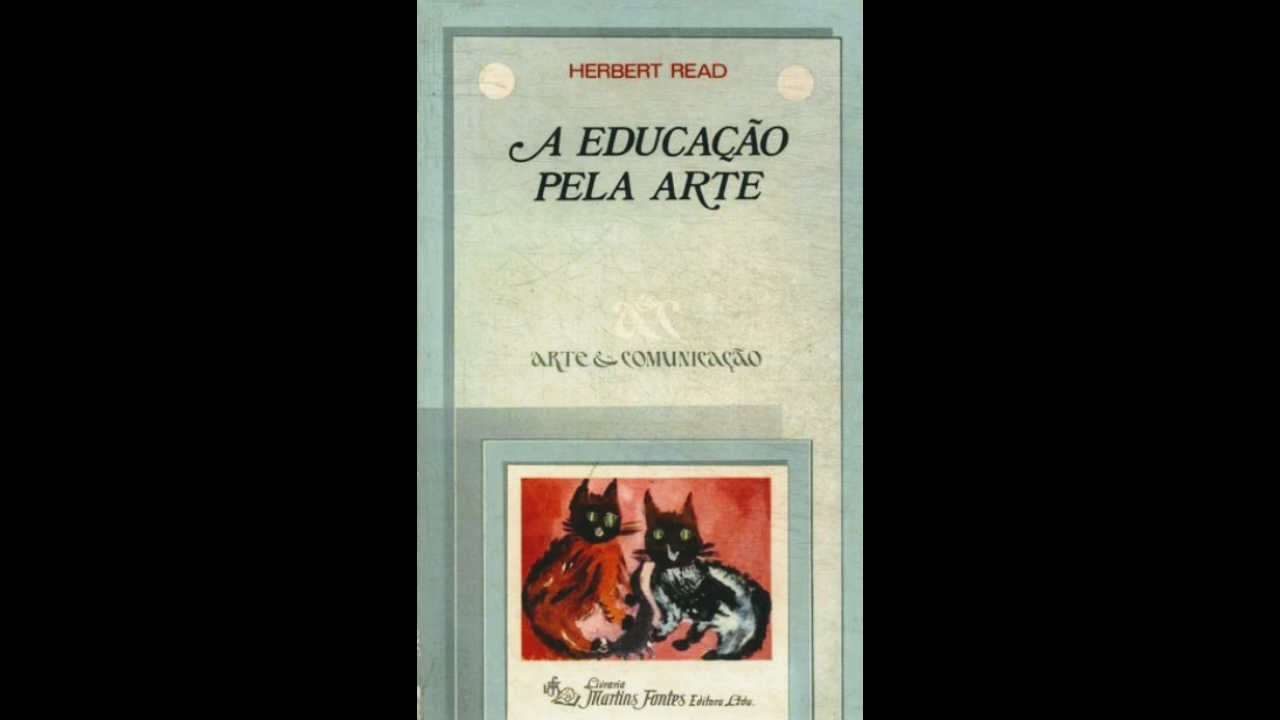 HERBERT READ
A EDUCAÇÃO
PELA ARTE
a&c
ARTE & COMUNICAÇÃO
Livraria
Martins Fontes Editora Ltda.